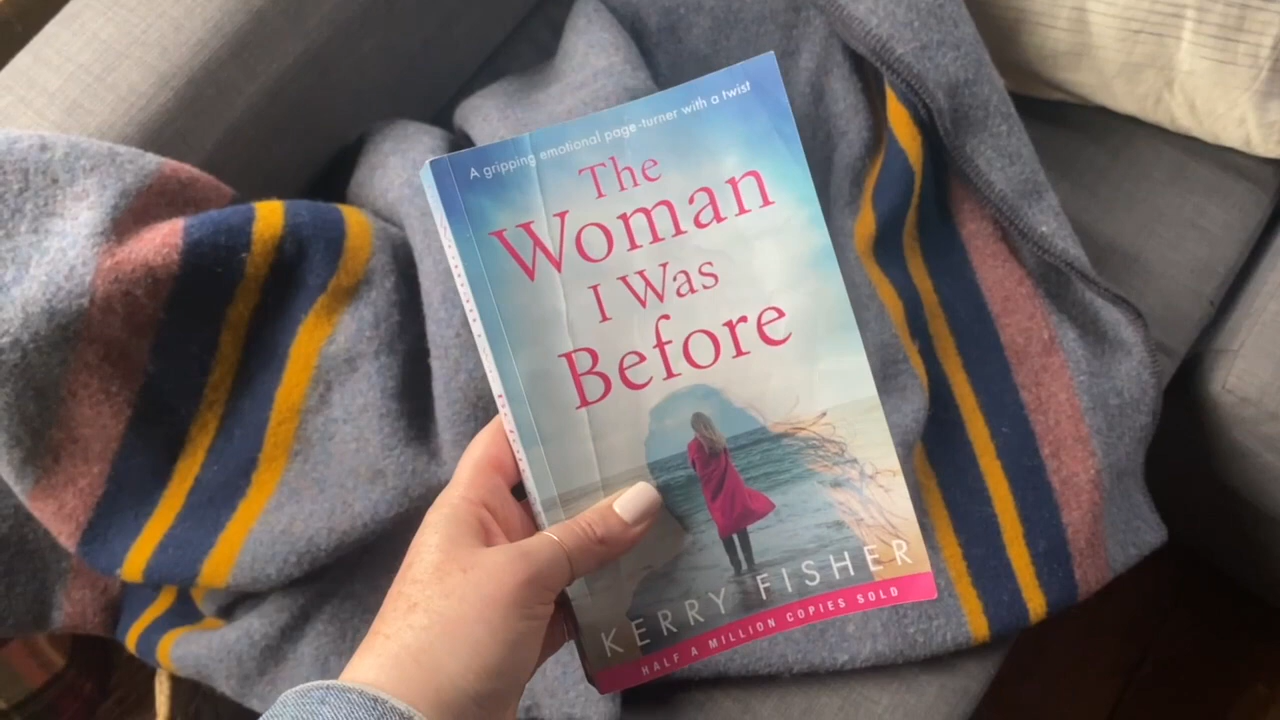 A gripping emotional page-turner with a twist
The
Woman
I Was
Before
KERRY FISHER
HALF A MILLION COPIES SOLD